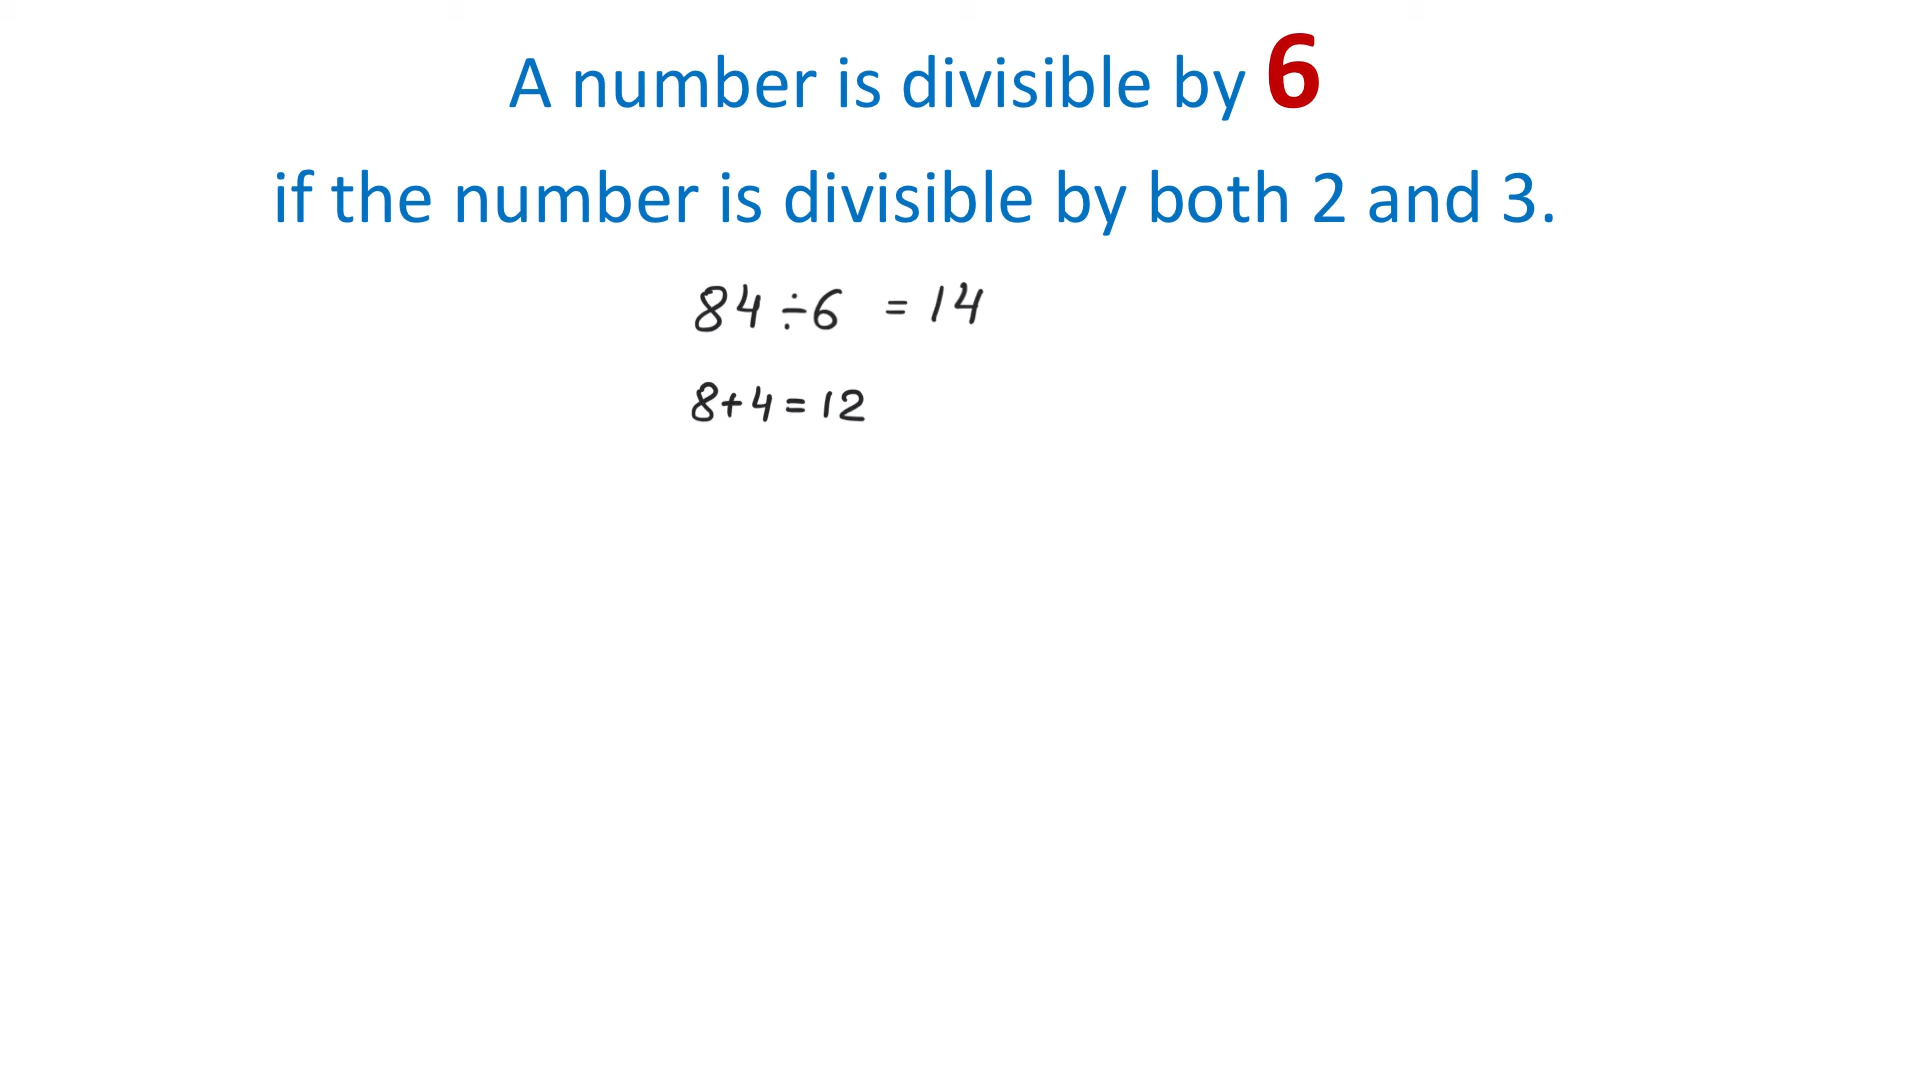 A number is divisible by 6
if the number is divisible by both 2 and 3.
84 ÷ 6 = 14
8 + 4 = 12